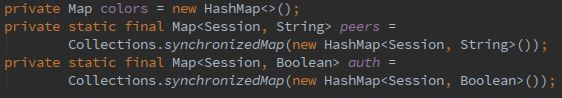 private Map colors = new HashMap<>();
private static final Map<Session, String> peers =
Collections.synchronizedMap(new HashMap<Session, String>());
private static final Map<Session, Boolean> auth =
Collections.synchronizedMap(new HashMap<Session, Boolean>());